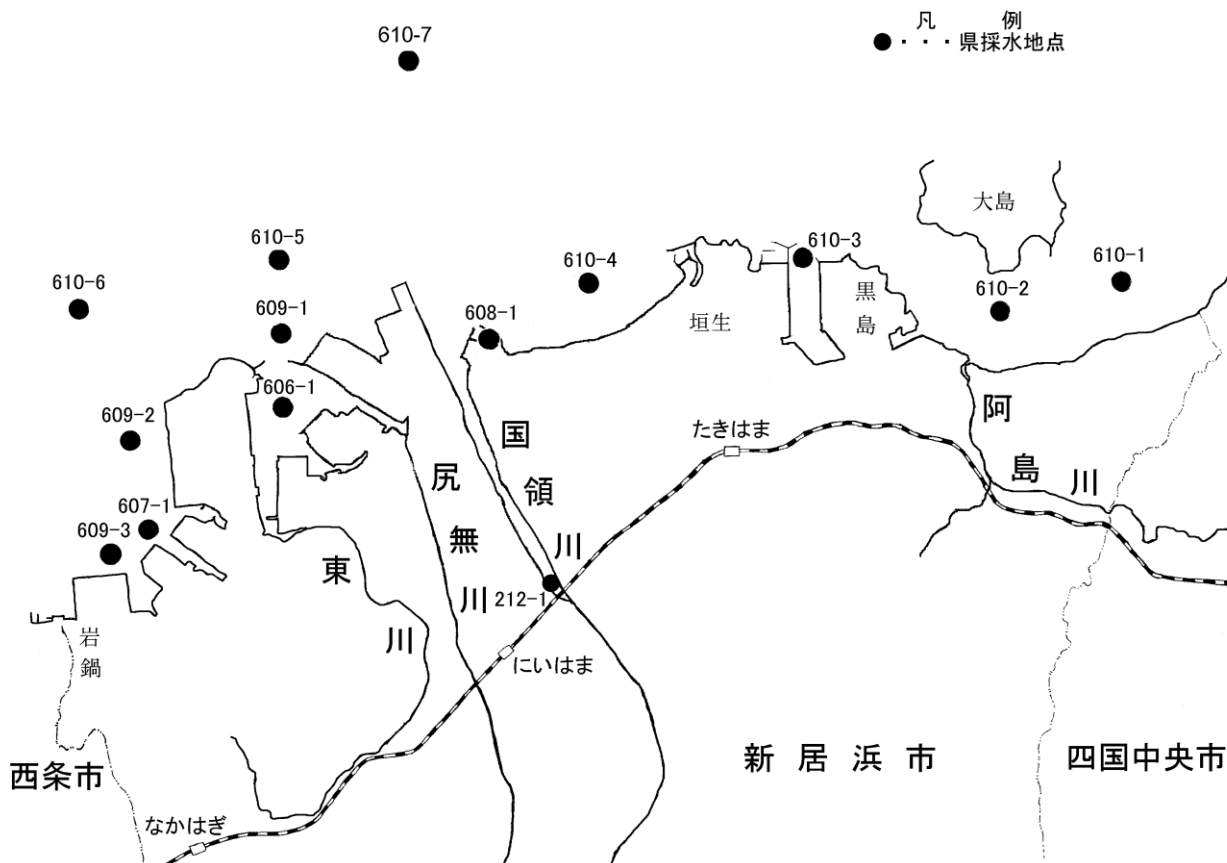 凡 例
●・・・県採水地点
610-7
大島
610-5
610-3
610-4
610-1
610-6
610-2
黒島
609-1
608-1
垣生
606-1
609-2
阿島川
たきはま
国領川
尻無川
607-1
609-3
東川
212-1
岩鍋
にいはま
西条市
新居浜市
四国中央市
なかはぎ